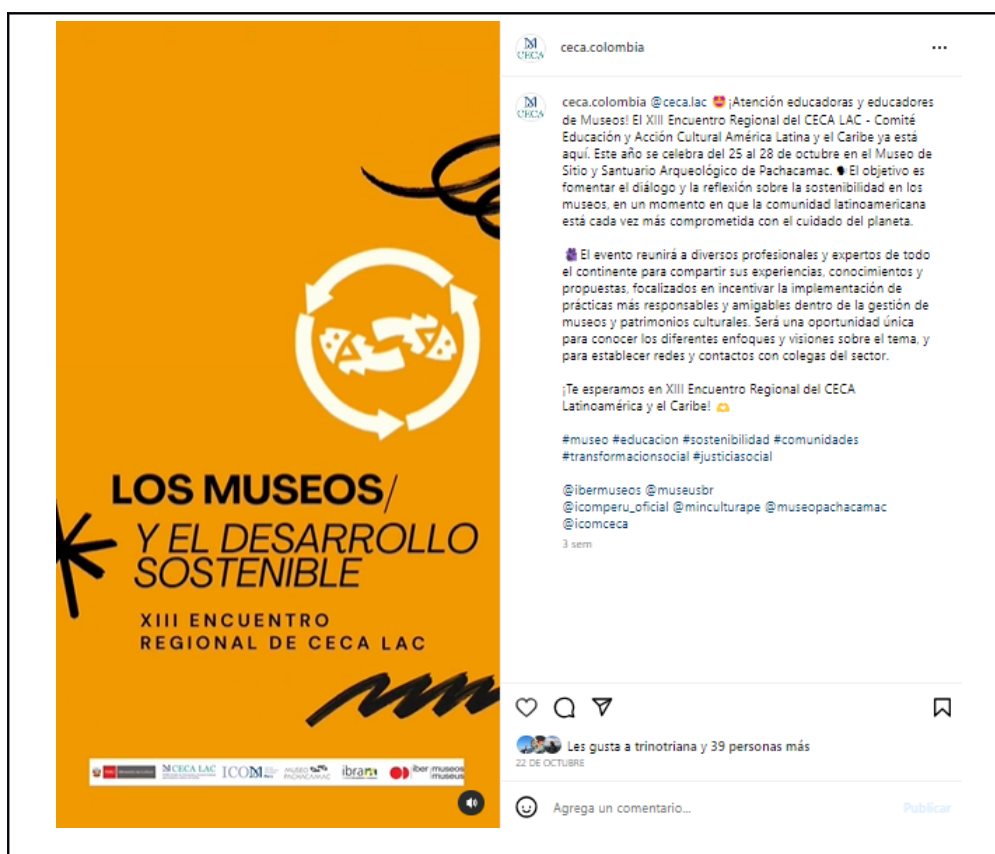 LOS MUSEOS/
Y EL DESARROLLO
SOSTENIBLE
XIII ENCUENTRO
REGIONAL DE CECA LAC
PERÚ
CECA LAC
ICOM
MUSEO
PACHACAMAC
ibram
iber museos
museus
CECA
ceca.colombia
CECA
ceca.colombia @ceca.lac 🤩 ¡Atención educadoras y educadores
de Museos! El XIII Encuentro Regional del CECA LAC - Comité
Educación y Acción Cultural América Latina y el Caribe ya está
aquí. Este año se celebra del 25 al 28 de octubre en el Museo de
Sitio y Santuario Arqueológico de Pachacamac. 🗣 El objetivo es
fomentar el diálogo y la reflexión sobre la sostenibilidad en los
museos, en un momento en que la comunidad latinoamericana
está cada vez más comprometida con el cuidado del planeta.
El evento reunirá a diversos profesionales y expertos de todo
el continente para compartir sus experiencias, conocimientos y
propuestas, focalizados en incentivar la implementación de
prácticas más responsables y amigables dentro de la gestión de
museos y patrimonios culturales. Será una oportunidad única
para conocer los diferentes enfoques y visiones sobre el tema, y
para establecer redes y contactos con colegas del sector.
¡Te esperamos en XIII Encuentro Regional del CECA
Latinoamérica y el Caribe! 🫶
#museo #educacion #sostenibilidad #comunidades
#transformacionsocial #justiciasocial
@ibermuseos @museusbr
@icomperu_oficial @minculturape @museopachacamac
@icomceca
3 sem
Les gusta a trinotriana y 39 personas más
22 DE OCTUBRE
Agrega un comentario...
Publicar